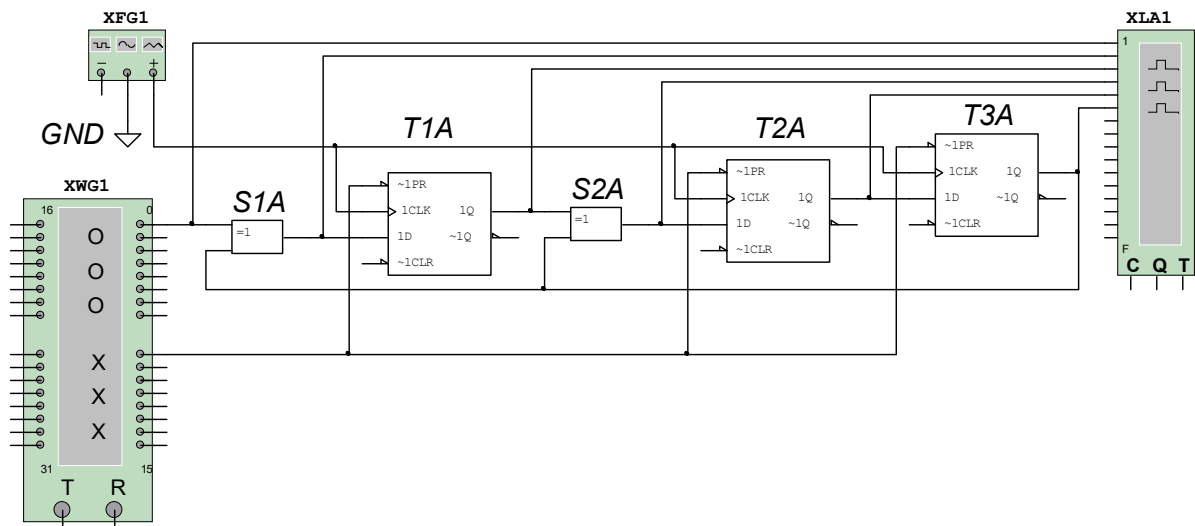 XFG1
XLA1
GND
T1A
T2A
T3A
XWG1
S1A
S2A
1
F
C Q T
16 0
O
O
O
X
X
X
31 15
T R
=1
~1PR
1CLK 1Q
1D ~1Q
~1CLR
=1
~1PR
1CLK 1Q
1D ~1Q
~1CLR
~1PR
1CLK 1Q
1D ~1Q
~1CLR